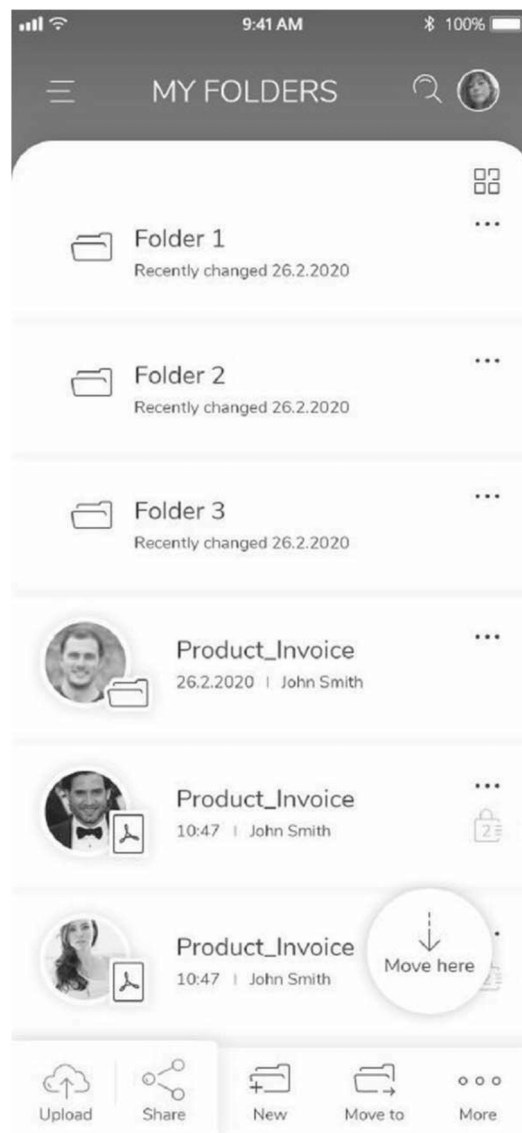 9:41 AM
100%
MY FOLDERS
Folder 1
Recently changed 26.2.2020
Folder 2
Recently changed 26.2.2020
Folder 3
Recently changed 26.2.2020
Product_Invoice
26.2.2020 | John Smith
Product_Invoice
10:47 | John Smith
2
Product_Invoice
10:47 | John Smith
Move here
Upload
Share
New
Move to
More